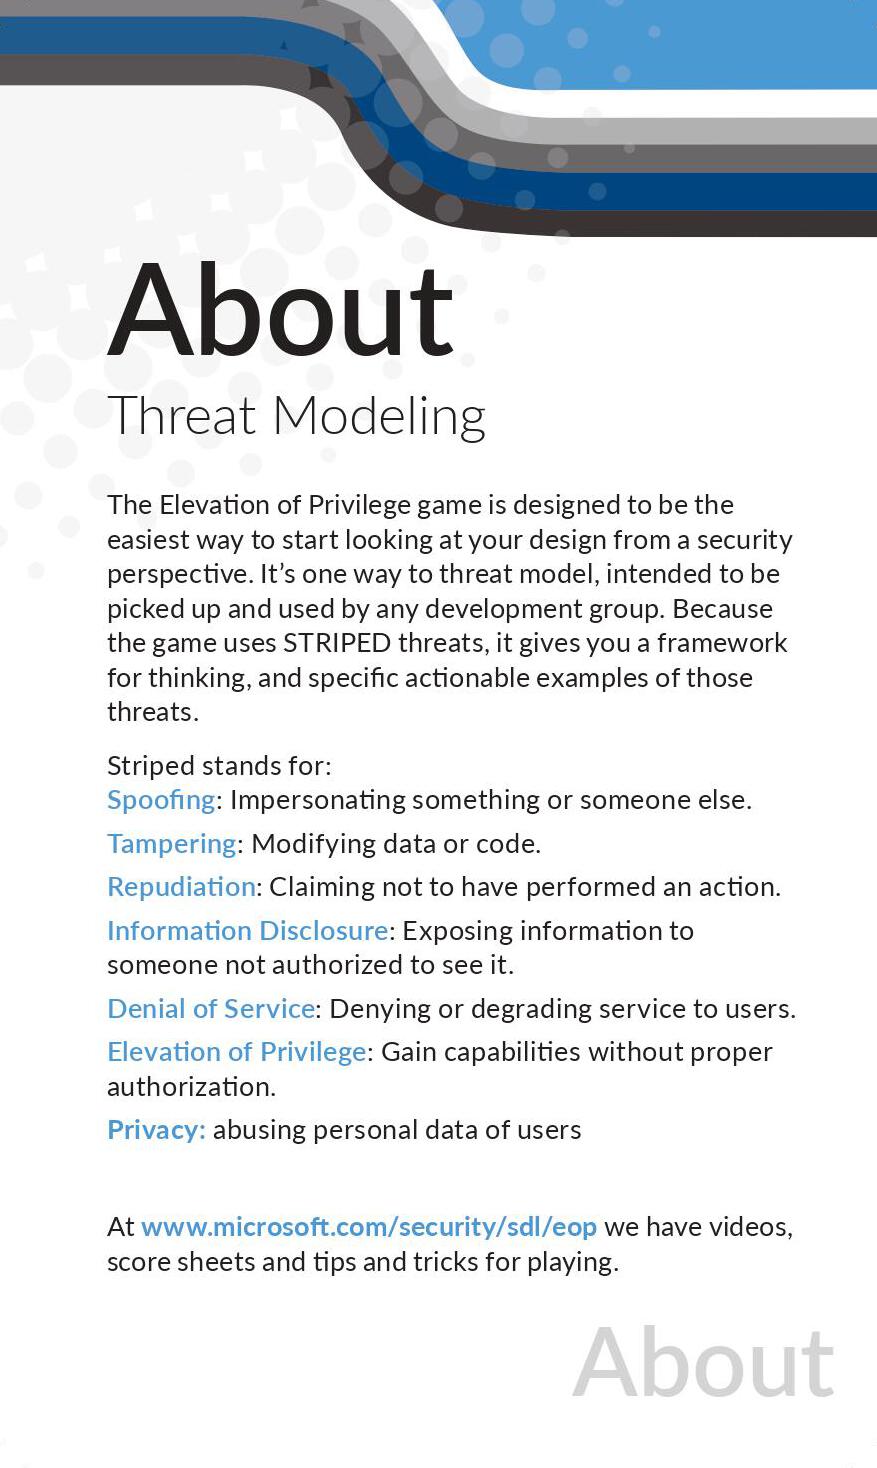 About
Threat Modeling
The Elevation of Privilege game is designed to be the
easiest way to start looking at your design from a security
perspective. It’s one way to threat model, intended to be
picked up and used by any development group. Because
the game uses STRIPED threats, it gives you a framework
for thinking, and specific actionable examples of those
threats.
Striped stands for:
Spoofing: Impersonating something or someone else.
Tampering: Modifying data or code.
Repudiation: Claiming not to have performed an action.
Information Disclosure: Exposing information to
someone not authorized to see it.
Denial of Service: Denying or degrading service to users.
Elevation of Privilege: Gain capabilities without proper
authorization.
Privacy: abusing personal data of users
At www.microsoft.com/security/sdl/eop we have videos,
score sheets and tips and tricks for playing.
About